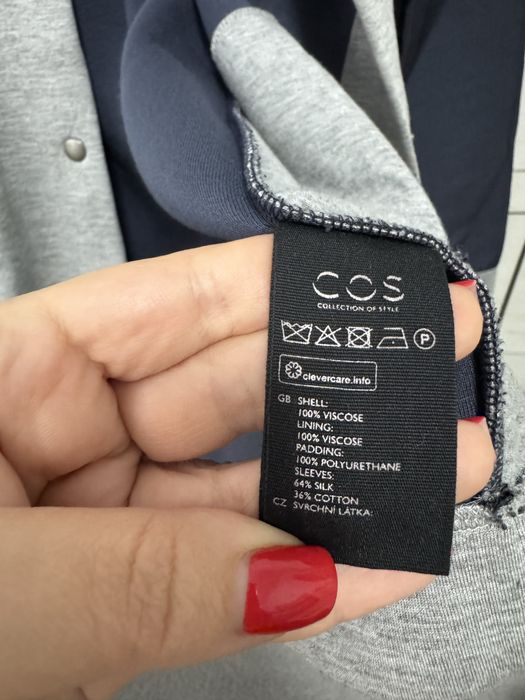 COS
COLLECTION OF STYLE
P
clevercare.info
GB SHELL:
100% VISCOSE
LINING:
100% VISCOSE
PADDING:
100% POLYURETHANE
SLEEVES:
64% SILK
36% COTTON
CZ SVRCHNÍ LÁTKA: